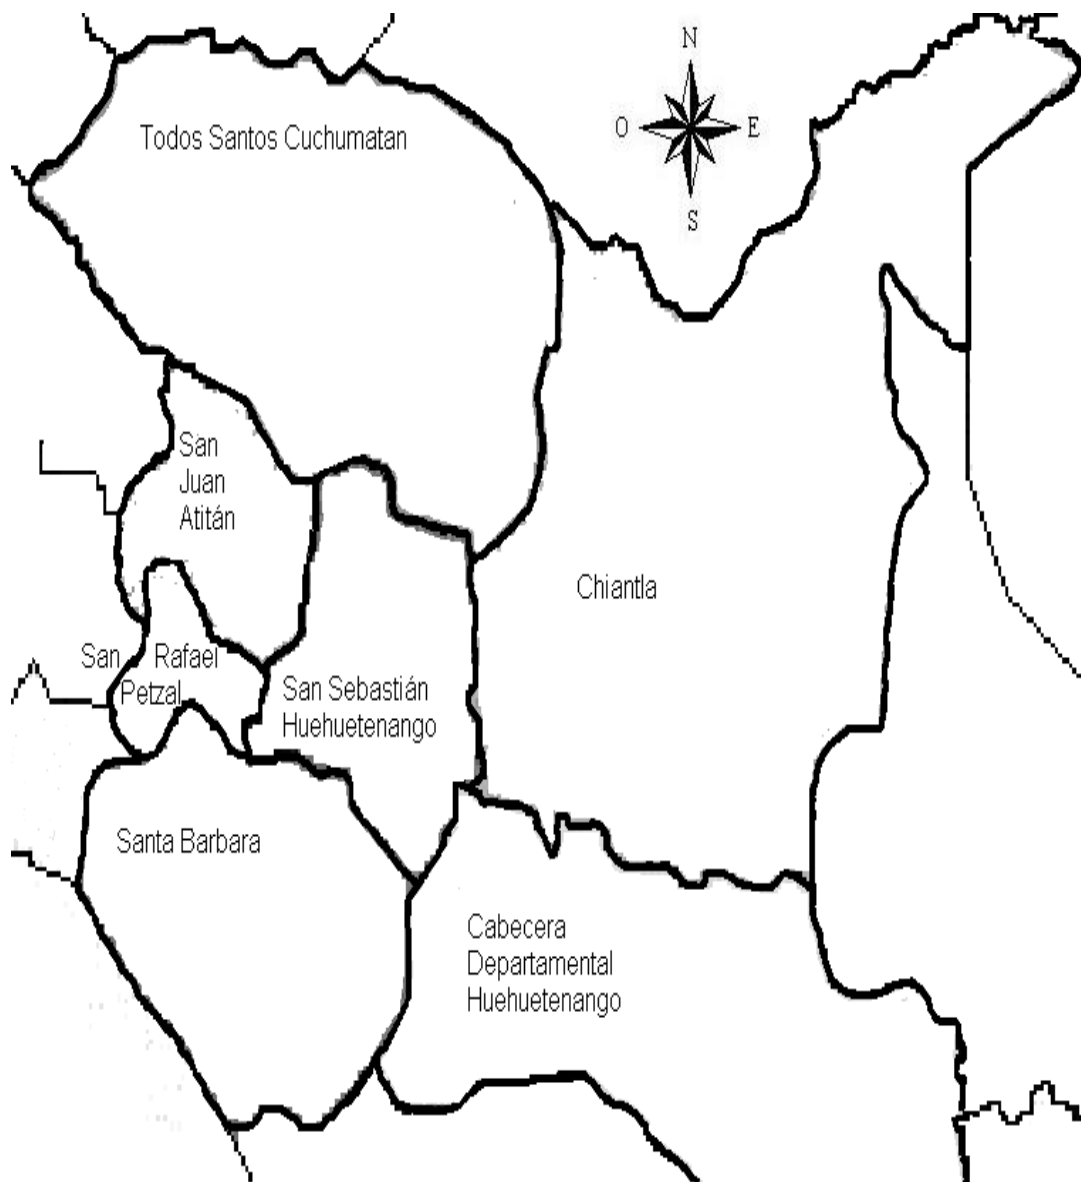 N
Todos Santos Cuchumatan
O E
S
San
Juan
Atitán
Chiantla
San Rafael
Petzal
San Sebastián
Huehuetenango
Santa Barbara
Cabecera
Departamental
Huehuetenango